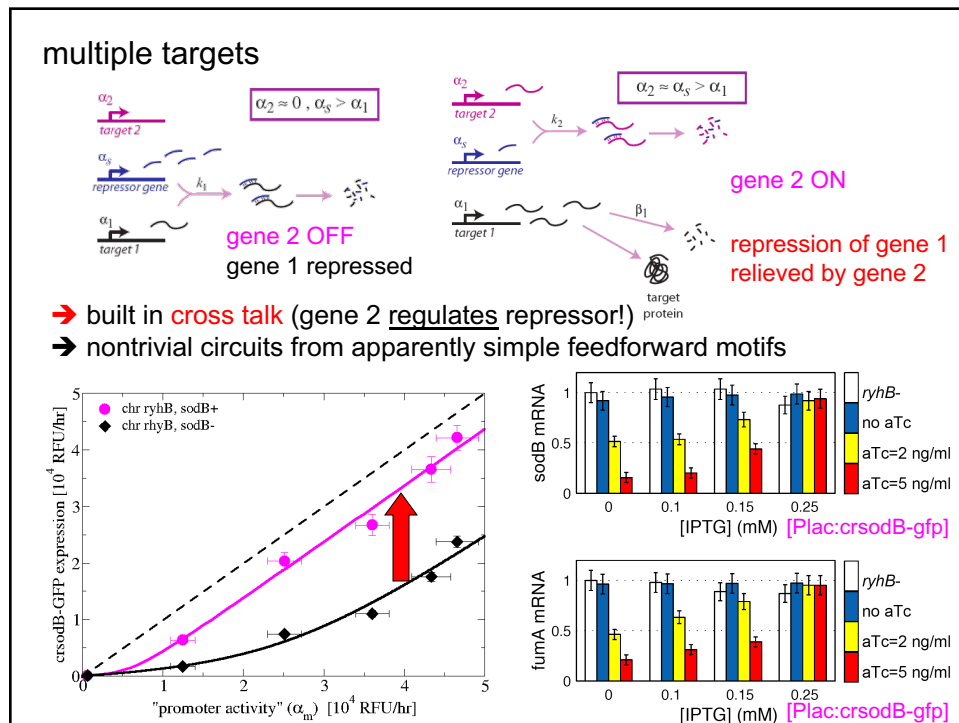 multiple targets
α2
target 2
α2 ≈ 0 , αs > α1
αs
repressor gene
k1
α1
target 1
gene 2 OFF
gene 1 repressed
α2
target 2
α2 ≈ αs > α1
k2
αs
repressor gene
gene 2 ON
α1
target 1
β1
target
protein
repression of gene 1
relieved by gene 2
➔ built in cross talk (gene 2 regulates repressor!)
➔ nontrivial circuits from apparently simple feedforward motifs
chr ryhB, sodB+
chr rhyB, sodB-
crsodB-GFP expression [10^4 RFU/hr]
5
4
3
2
1
0
0 1 2 3 4 5
"promoter activity" (αm) [10^4 RFU/hr]
sodB mRNA
1
0.5
0
0 0.1 0.15 0.25
[IPTG] (mM) [Plac:crsodB-gfp]
ryhB-
no aTc
aTc=2 ng/ml
aTc=5 ng/ml
fumA mRNA
1
0.5
0
0 0.1 0.15 0.25
[IPTG] (mM) [Plac:crsodB-gfp]
ryhB-
no aTc
aTc=2 ng/ml
aTc=5 ng/ml